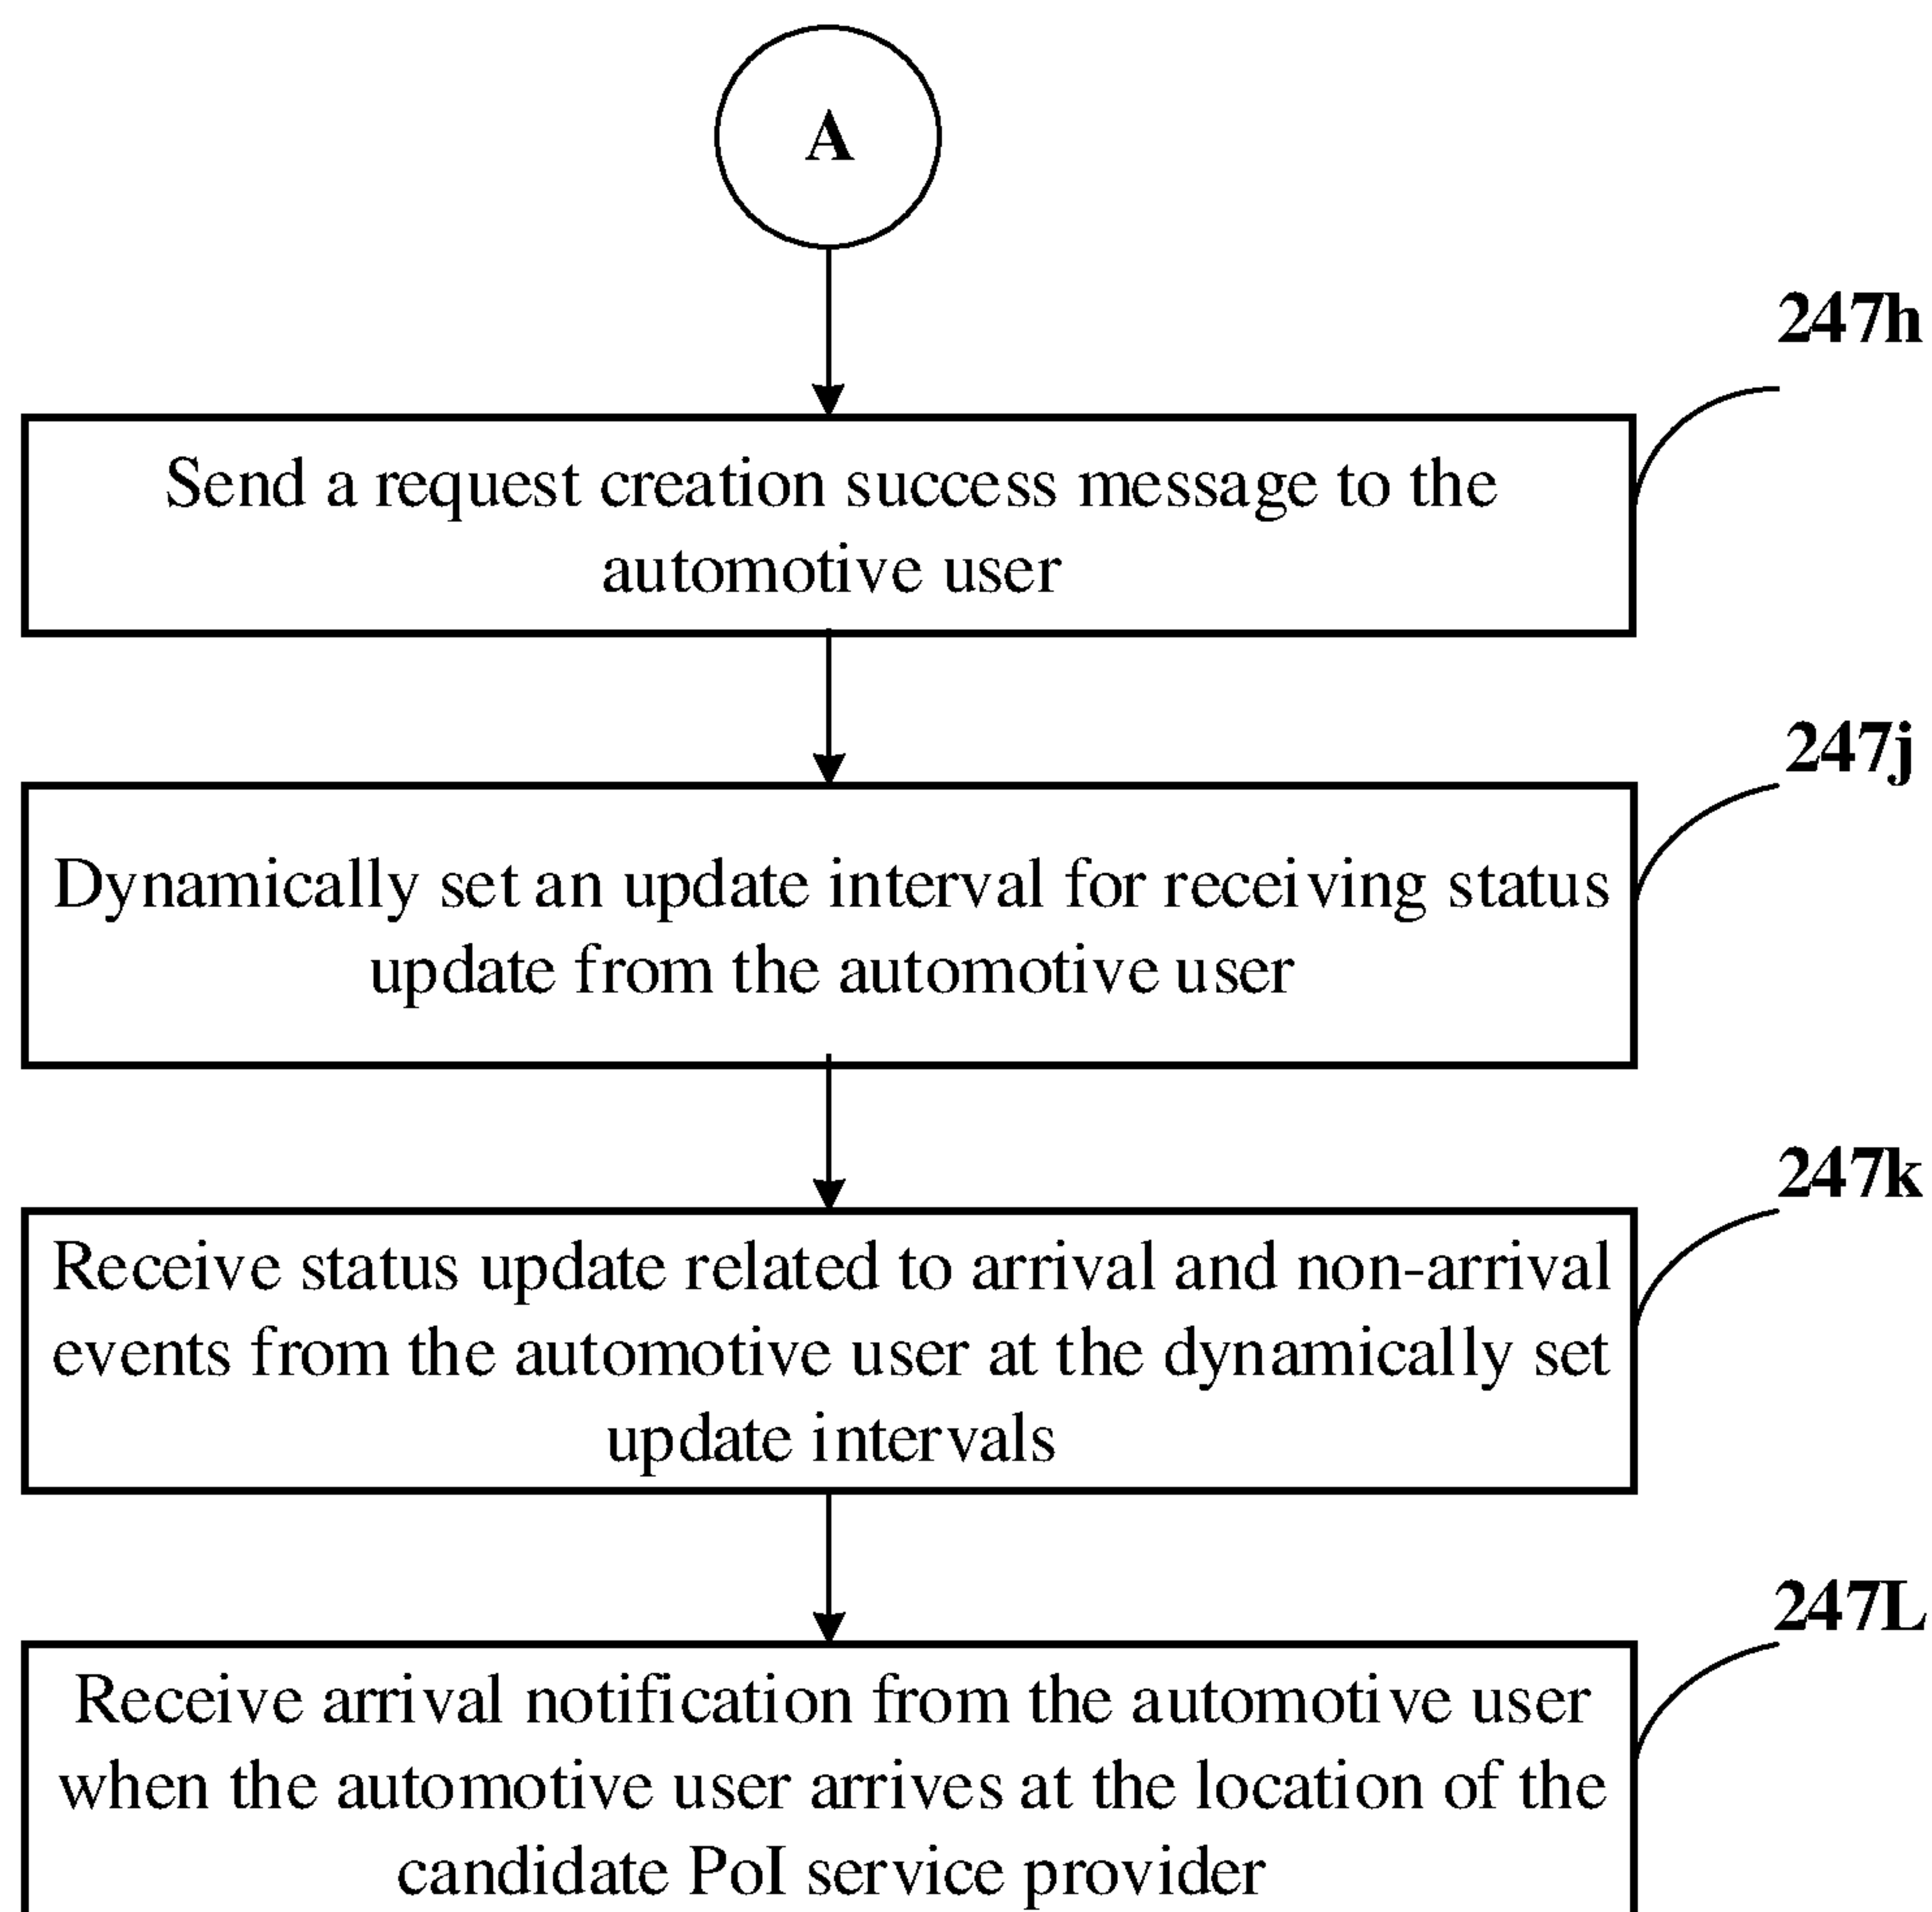 A
247h
Send a request creation success message to the
automotive user
247j
Dynamically set an update interval for receiving status
update from the automotive user
247k
Receive status update related to arrival and non-arrival
events from the automotive user at the dynamically set
update intervals
247L
Receive arrival notification from the automotive user
when the automotive user arrives at the location of the
candidate PoI service provider